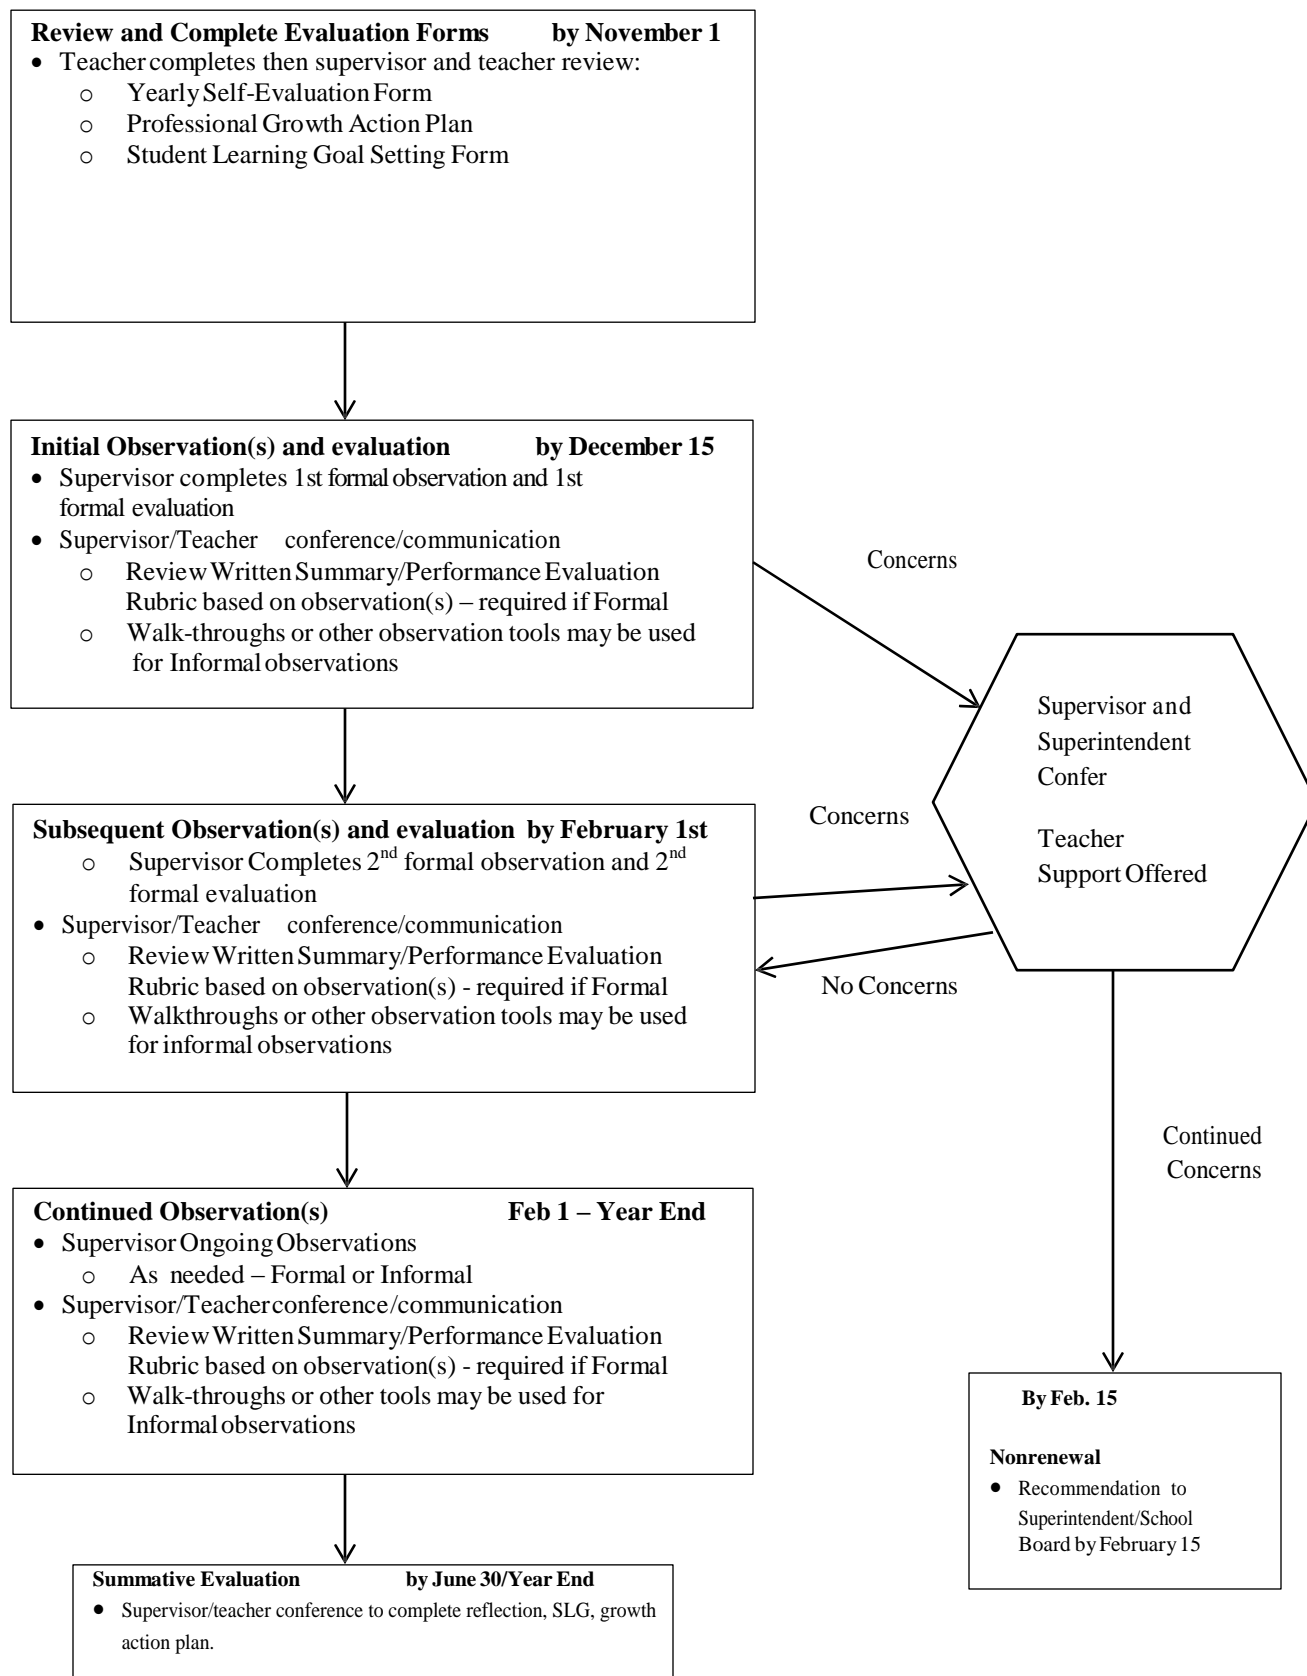 Review and Complete Evaluation Forms by November 1
• Teacher completes then supervisor and teacher review:
o Yearly Self-Evaluation Form
o Professional Growth Action Plan
o Student Learning Goal Setting Form
Initial Observation(s) and evaluation by December 15
• Supervisor completes 1st formal observation and 1st
formal evaluation
• Supervisor/Teacher conference/communication
o Review Written Summary/Performance Evaluation
Rubric based on observation(s) – required if Formal
o Walk-throughs or other observation tools may be used
for Informal observations
Concerns
Supervisor and
Superintendent
Confer
Teacher
Support Offered
Subsequent Observation(s) and evaluation by February 1st
o Supervisor Completes 2nd formal observation and 2nd
formal evaluation
• Supervisor/Teacher conference/communication
o Review Written Summary/Performance Evaluation
Rubric based on observation(s) - required if Formal
o Walkthroughs or other observation tools may be used
for informal observations
Concerns
No Concerns
Continued
Concerns
Continued Observation(s) Feb 1 – Year End
• Supervisor Ongoing Observations
o As needed – Formal or Informal
• Supervisor/Teacher conference/communication
o Review Written Summary/Performance Evaluation
Rubric based on observation(s) - required if Formal
o Walk-throughs or other tools may be used for
Informal observations
By Feb. 15
Nonrenewal
• Recommendation to
Superintendent/School
Board by February 15
Summative Evaluation by June 30/Year End
• Supervisor/teacher conference to complete reflection, SLG, growth
action plan.